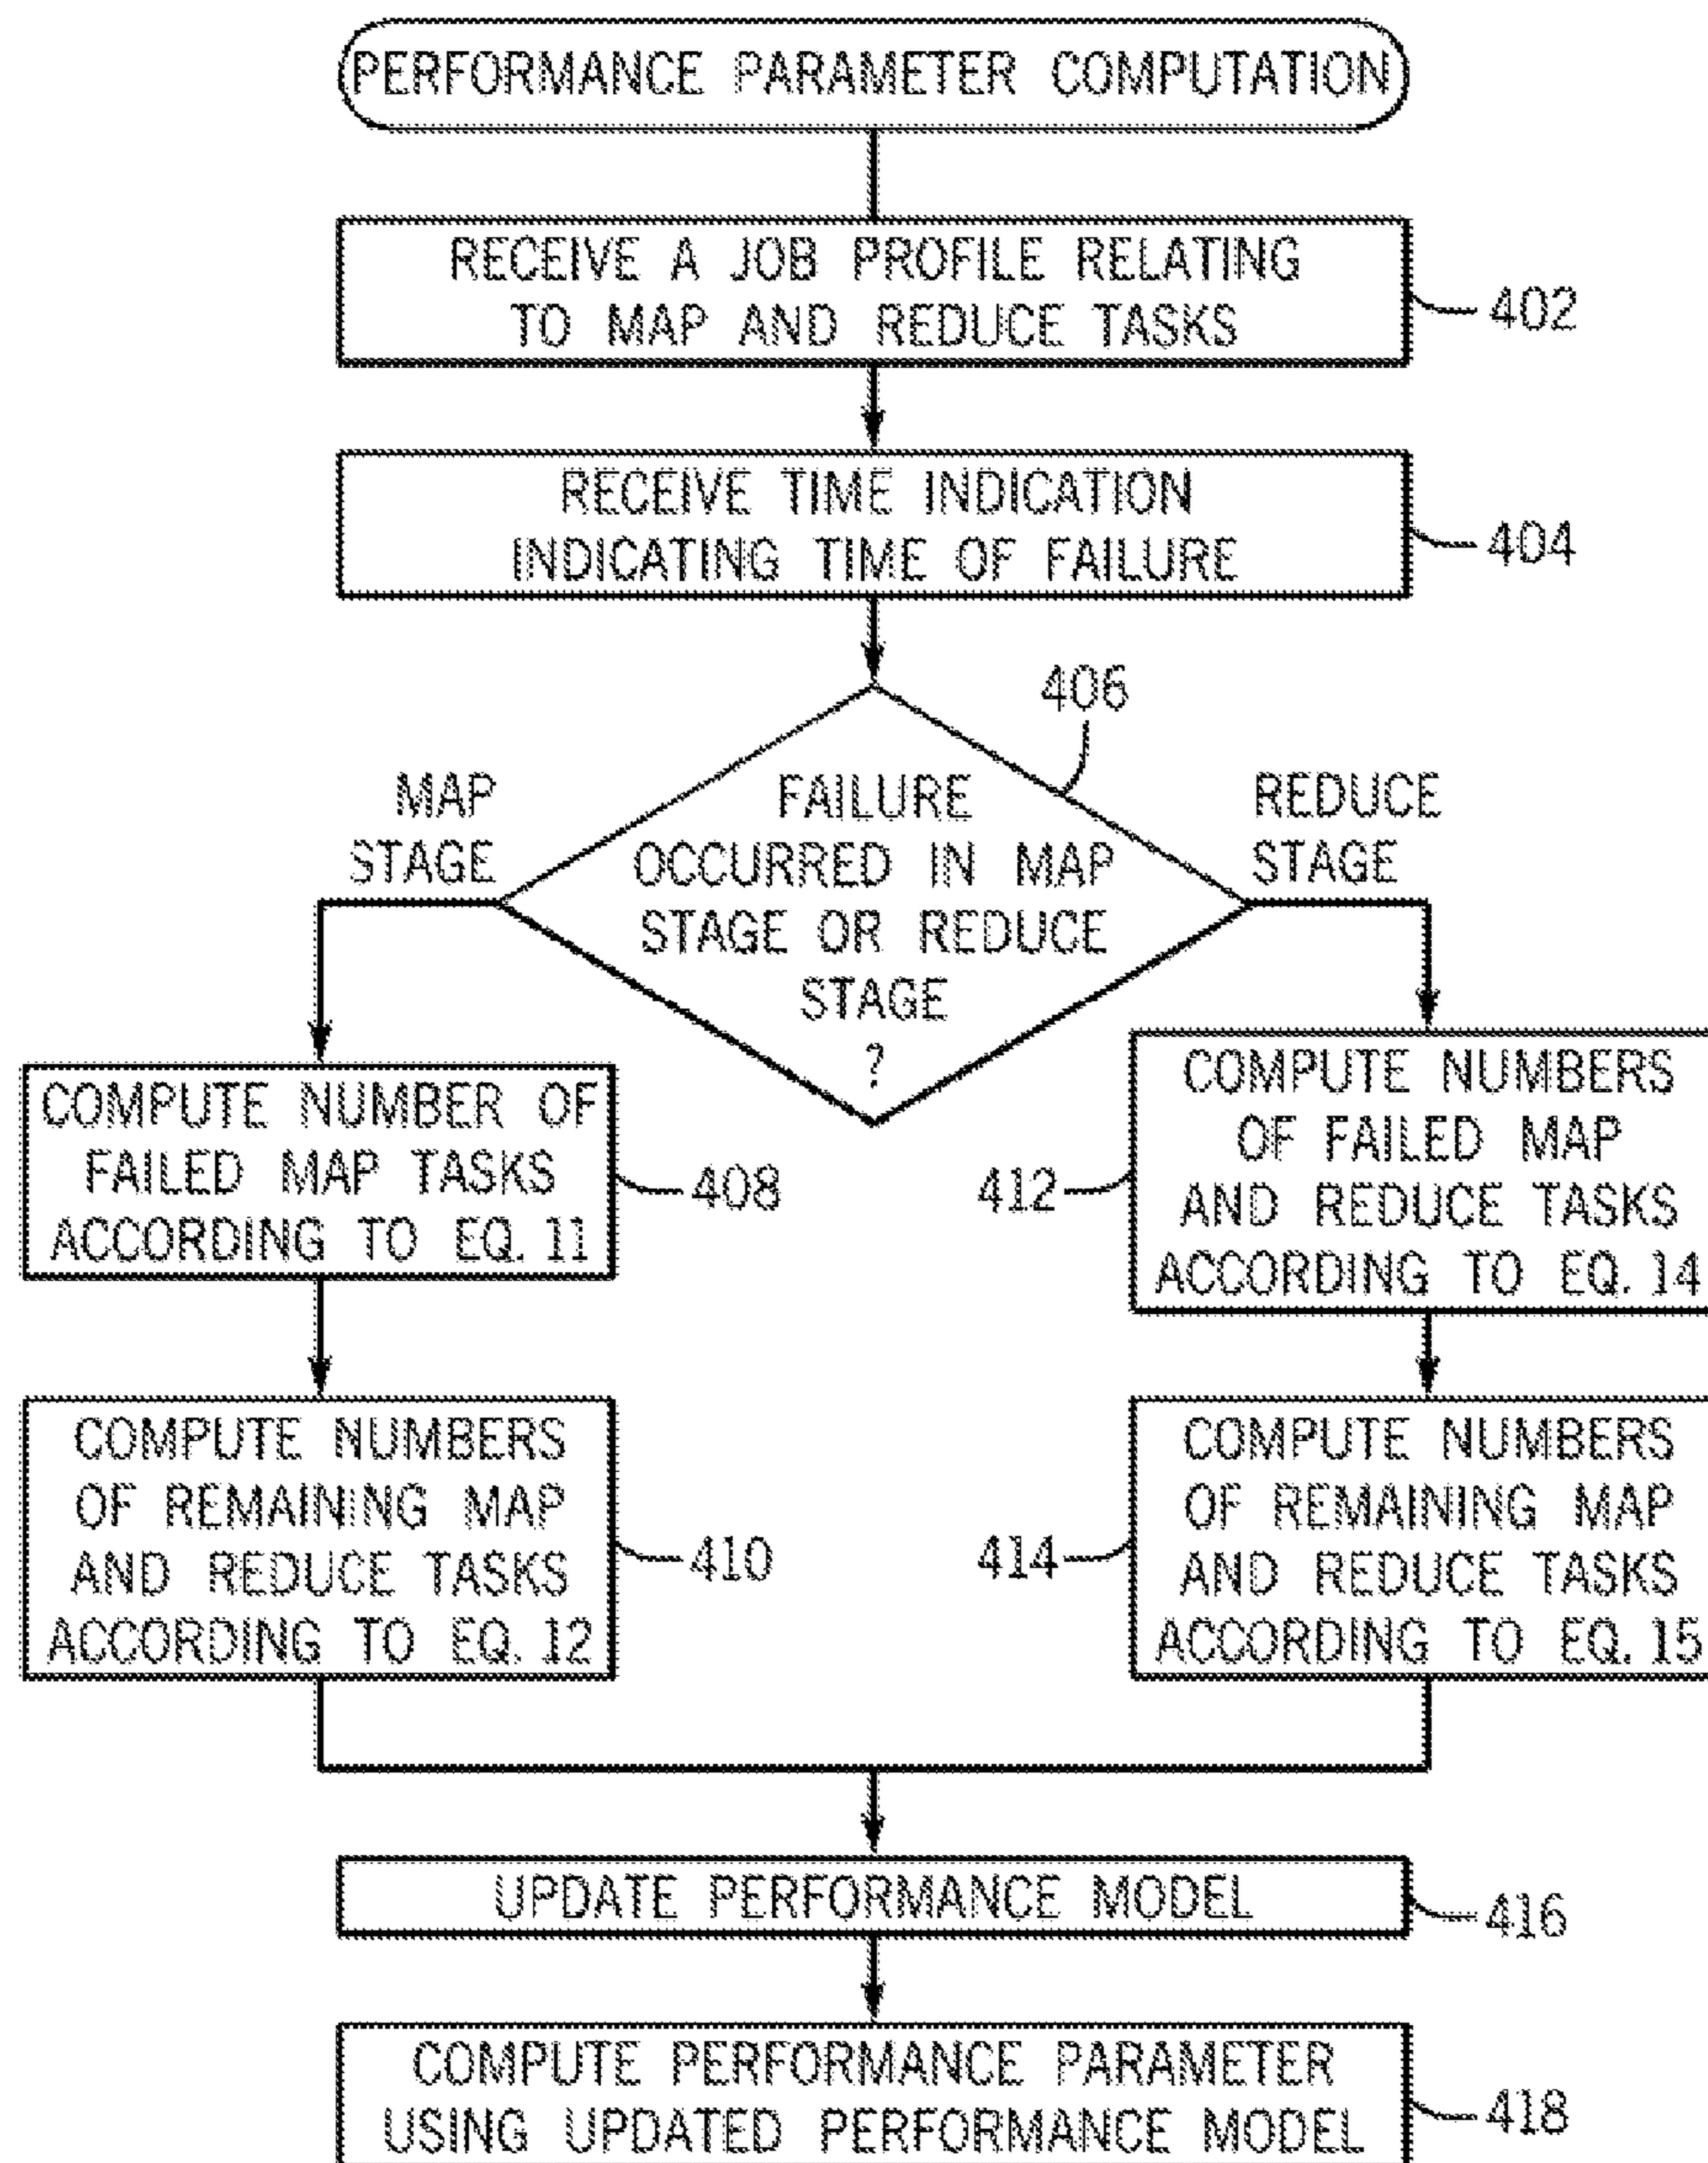 PERFORMANCE PARAMETER COMPUTATION
RECEIVE A JOB PROFILE RELATING
TO MAP AND REDUCE TASKS
402
RECEIVE TIME INDICATION
INDICATING TIME OF FAILURE
404
406
MAP
STAGE
FAILURE
OCCURRED IN MAP
STAGE OR REDUCE
STAGE
?
REDUCE
STAGE
COMPUTE NUMBER OF
FAILED MAP TASKS
ACCORDING TO EQ. 11
408
412
COMPUTE NUMBERS
OF FAILED MAP
AND REDUCE TASKS
ACCORDING TO EQ. 14
COMPUTE NUMBERS
OF REMAINING MAP
AND REDUCE TASKS
ACCORDING TO EQ. 12
410
414
COMPUTE NUMBERS
OF REMAINING MAP
AND REDUCE TASKS
ACCORDING TO EQ. 15
UPDATE PERFORMANCE MODEL
416
COMPUTE PERFORMANCE PARAMETER
USING UPDATED PERFORMANCE MODEL
418